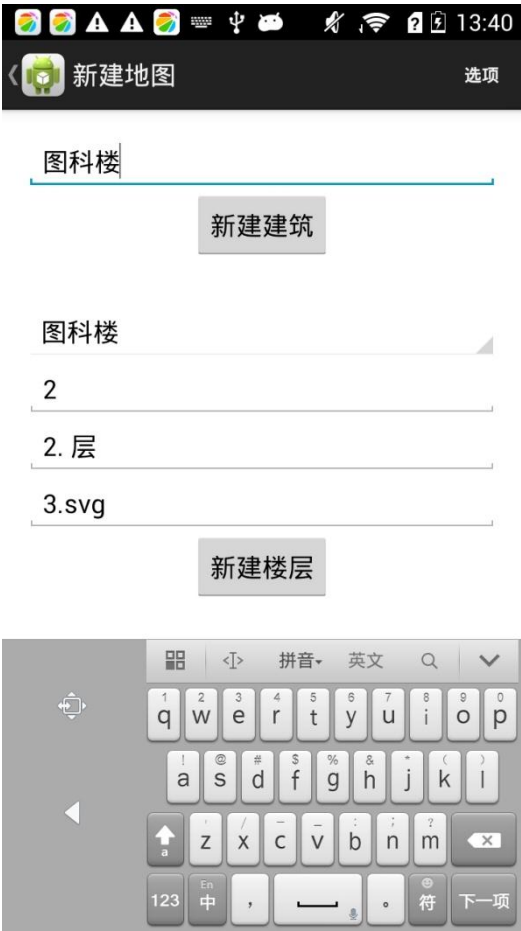 13:40
新建地图
选项
图科楼
新建建筑
图科楼
2
2. 层
3.svg
新建楼层
拼音 英文
1 2 3 4 5 6 7 8 9 0
q w e r t y u i o p
! @ # $ % & * ( )
a s d f g h j k l
' / – _ : ; ?
z x c v b n m
a
En
123 中 , 。 符 下一项